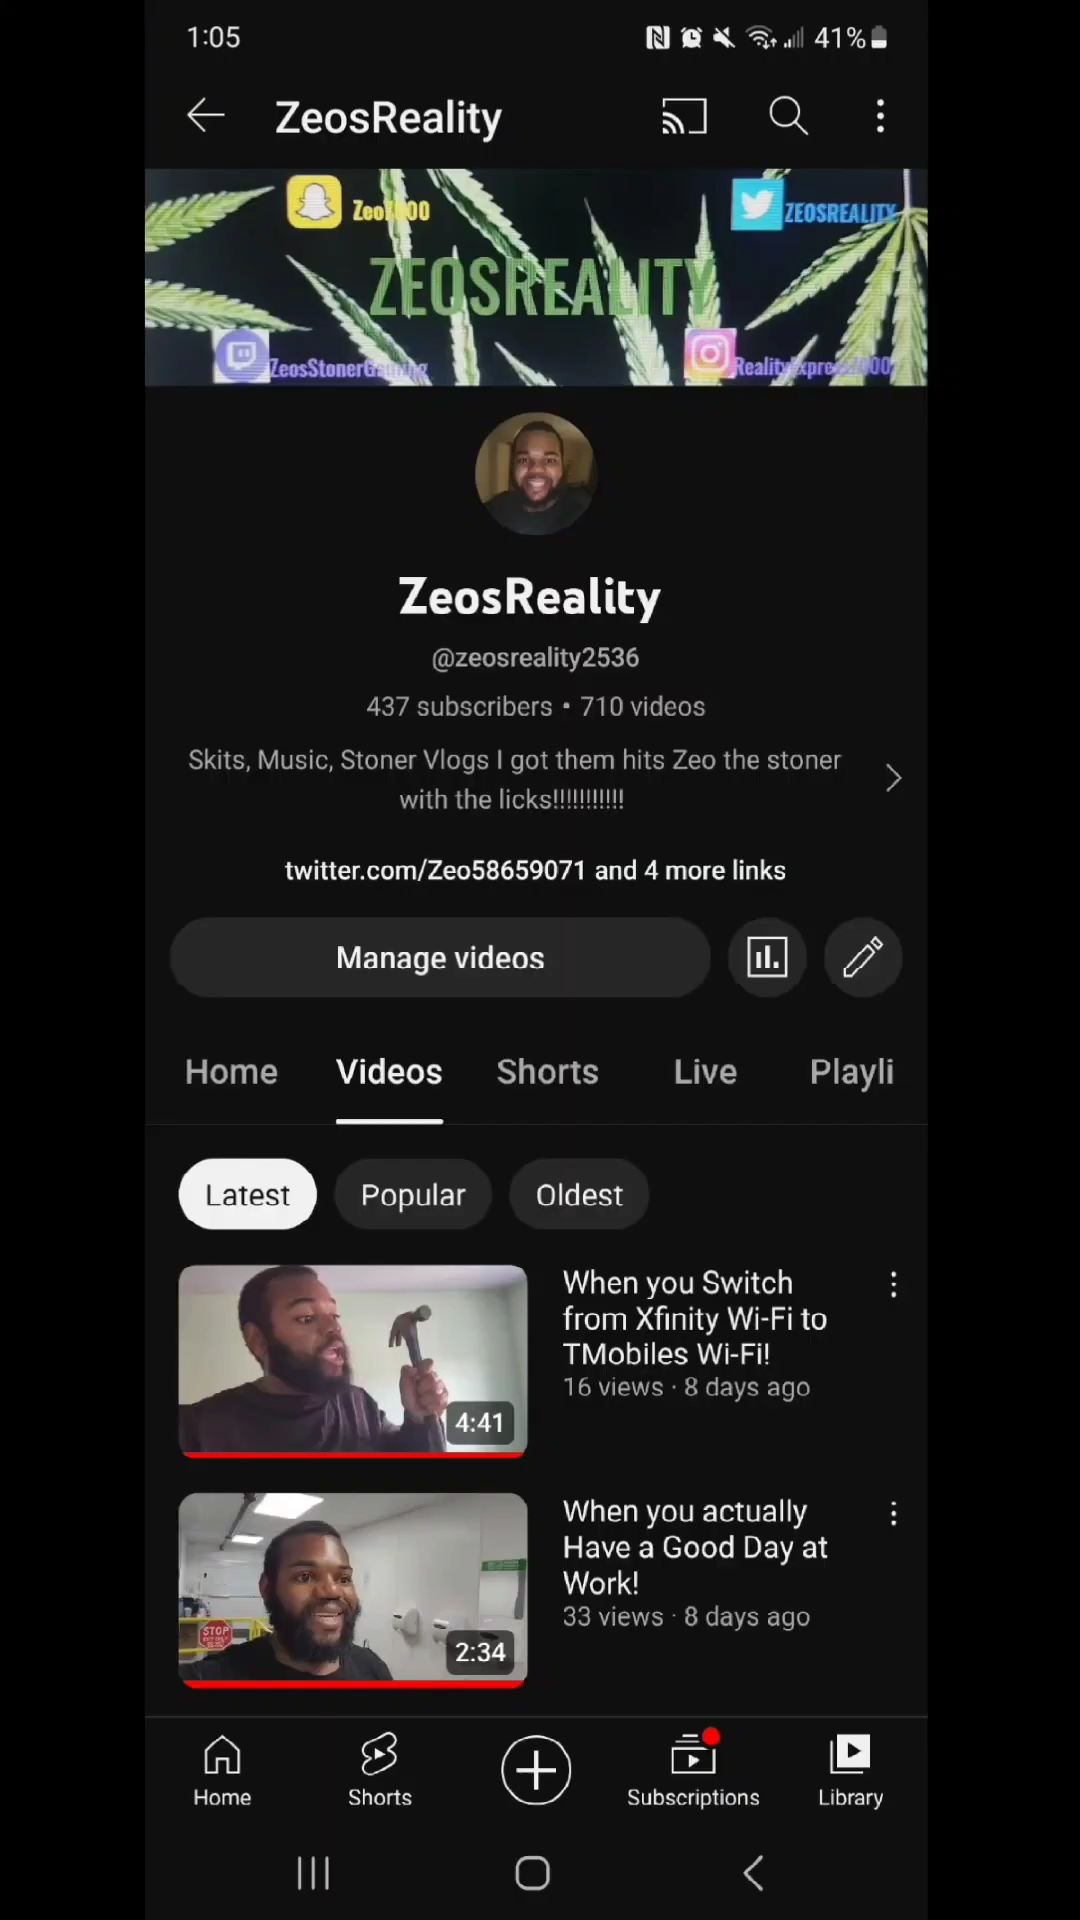 1:05
41%
ZeosReality
ZEOSREALITY
ZEOSREALITY
ZeosReality
@zeosreality2536
437 subscribers • 710 videos
Skits, Music, Stoner Vlogs I got them hits Zeo the stoner
with the licks!!!!!!!!!!!
twitter.com/Zeo58659071 and 4 more links
Manage videos
Home Videos Shorts Live Playli
Latest Popular Oldest
When you Switch
from Xfinity Wi-Fi to
TMobiles Wi-Fi!
16 views · 8 days ago
4:41
When you actually
Have a Good Day at
Work!
33 views · 8 days ago
STOP
2:34
Home Shorts Subscriptions Library